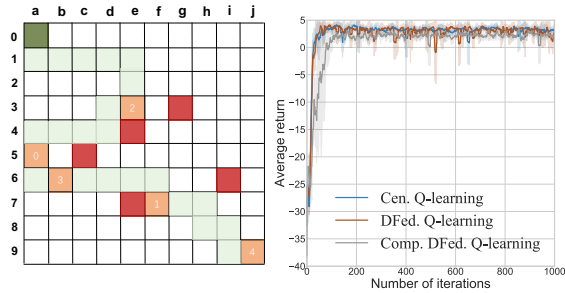 a b c d e f g h i j
0
1
2
3 2
4
5 0
6 3
7 1
8
9 4
5
0
−5
−10
−15
−20
−25
−30
−35
−40
0 200 400 600 800 1000
Average return
Number of iterations
Cen. Q-learning
DFed. Q-learning
Comp. DFed. Q-learning